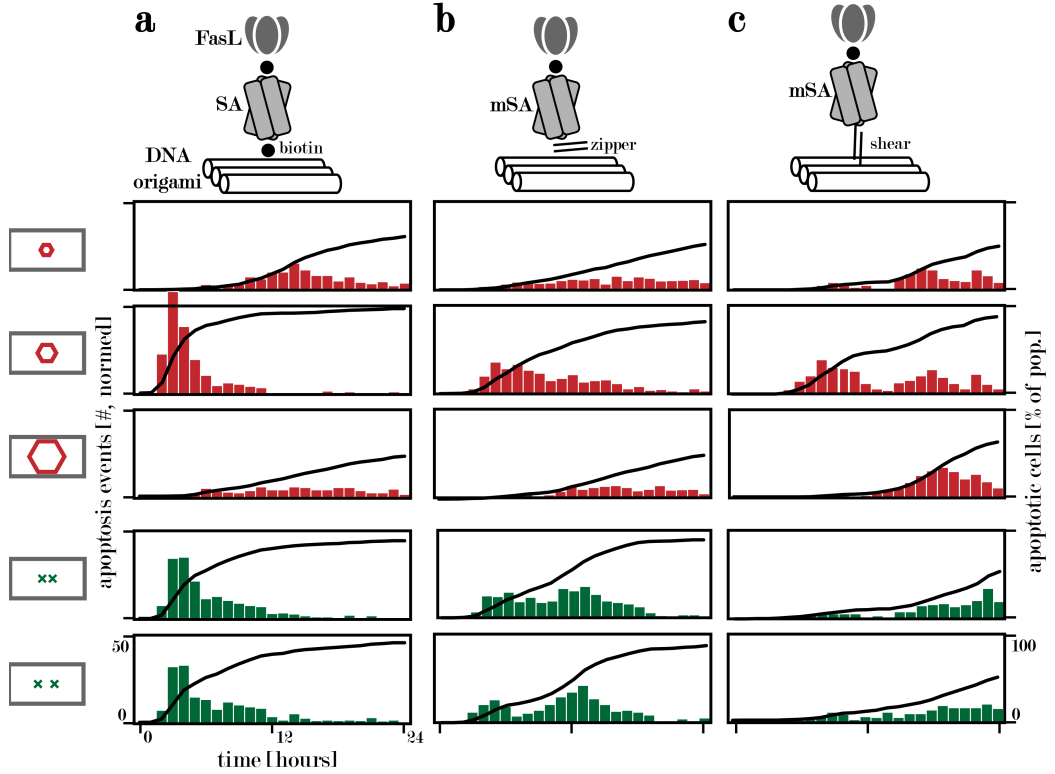 a
b
c
FasL
SA
biotin
DNA
origami
mSA
zipper
mSA
shear
apoptosis events [#, normed]
apoptotic cells [% of pop.]
50
0
100
0
0
12
24
time [hours]